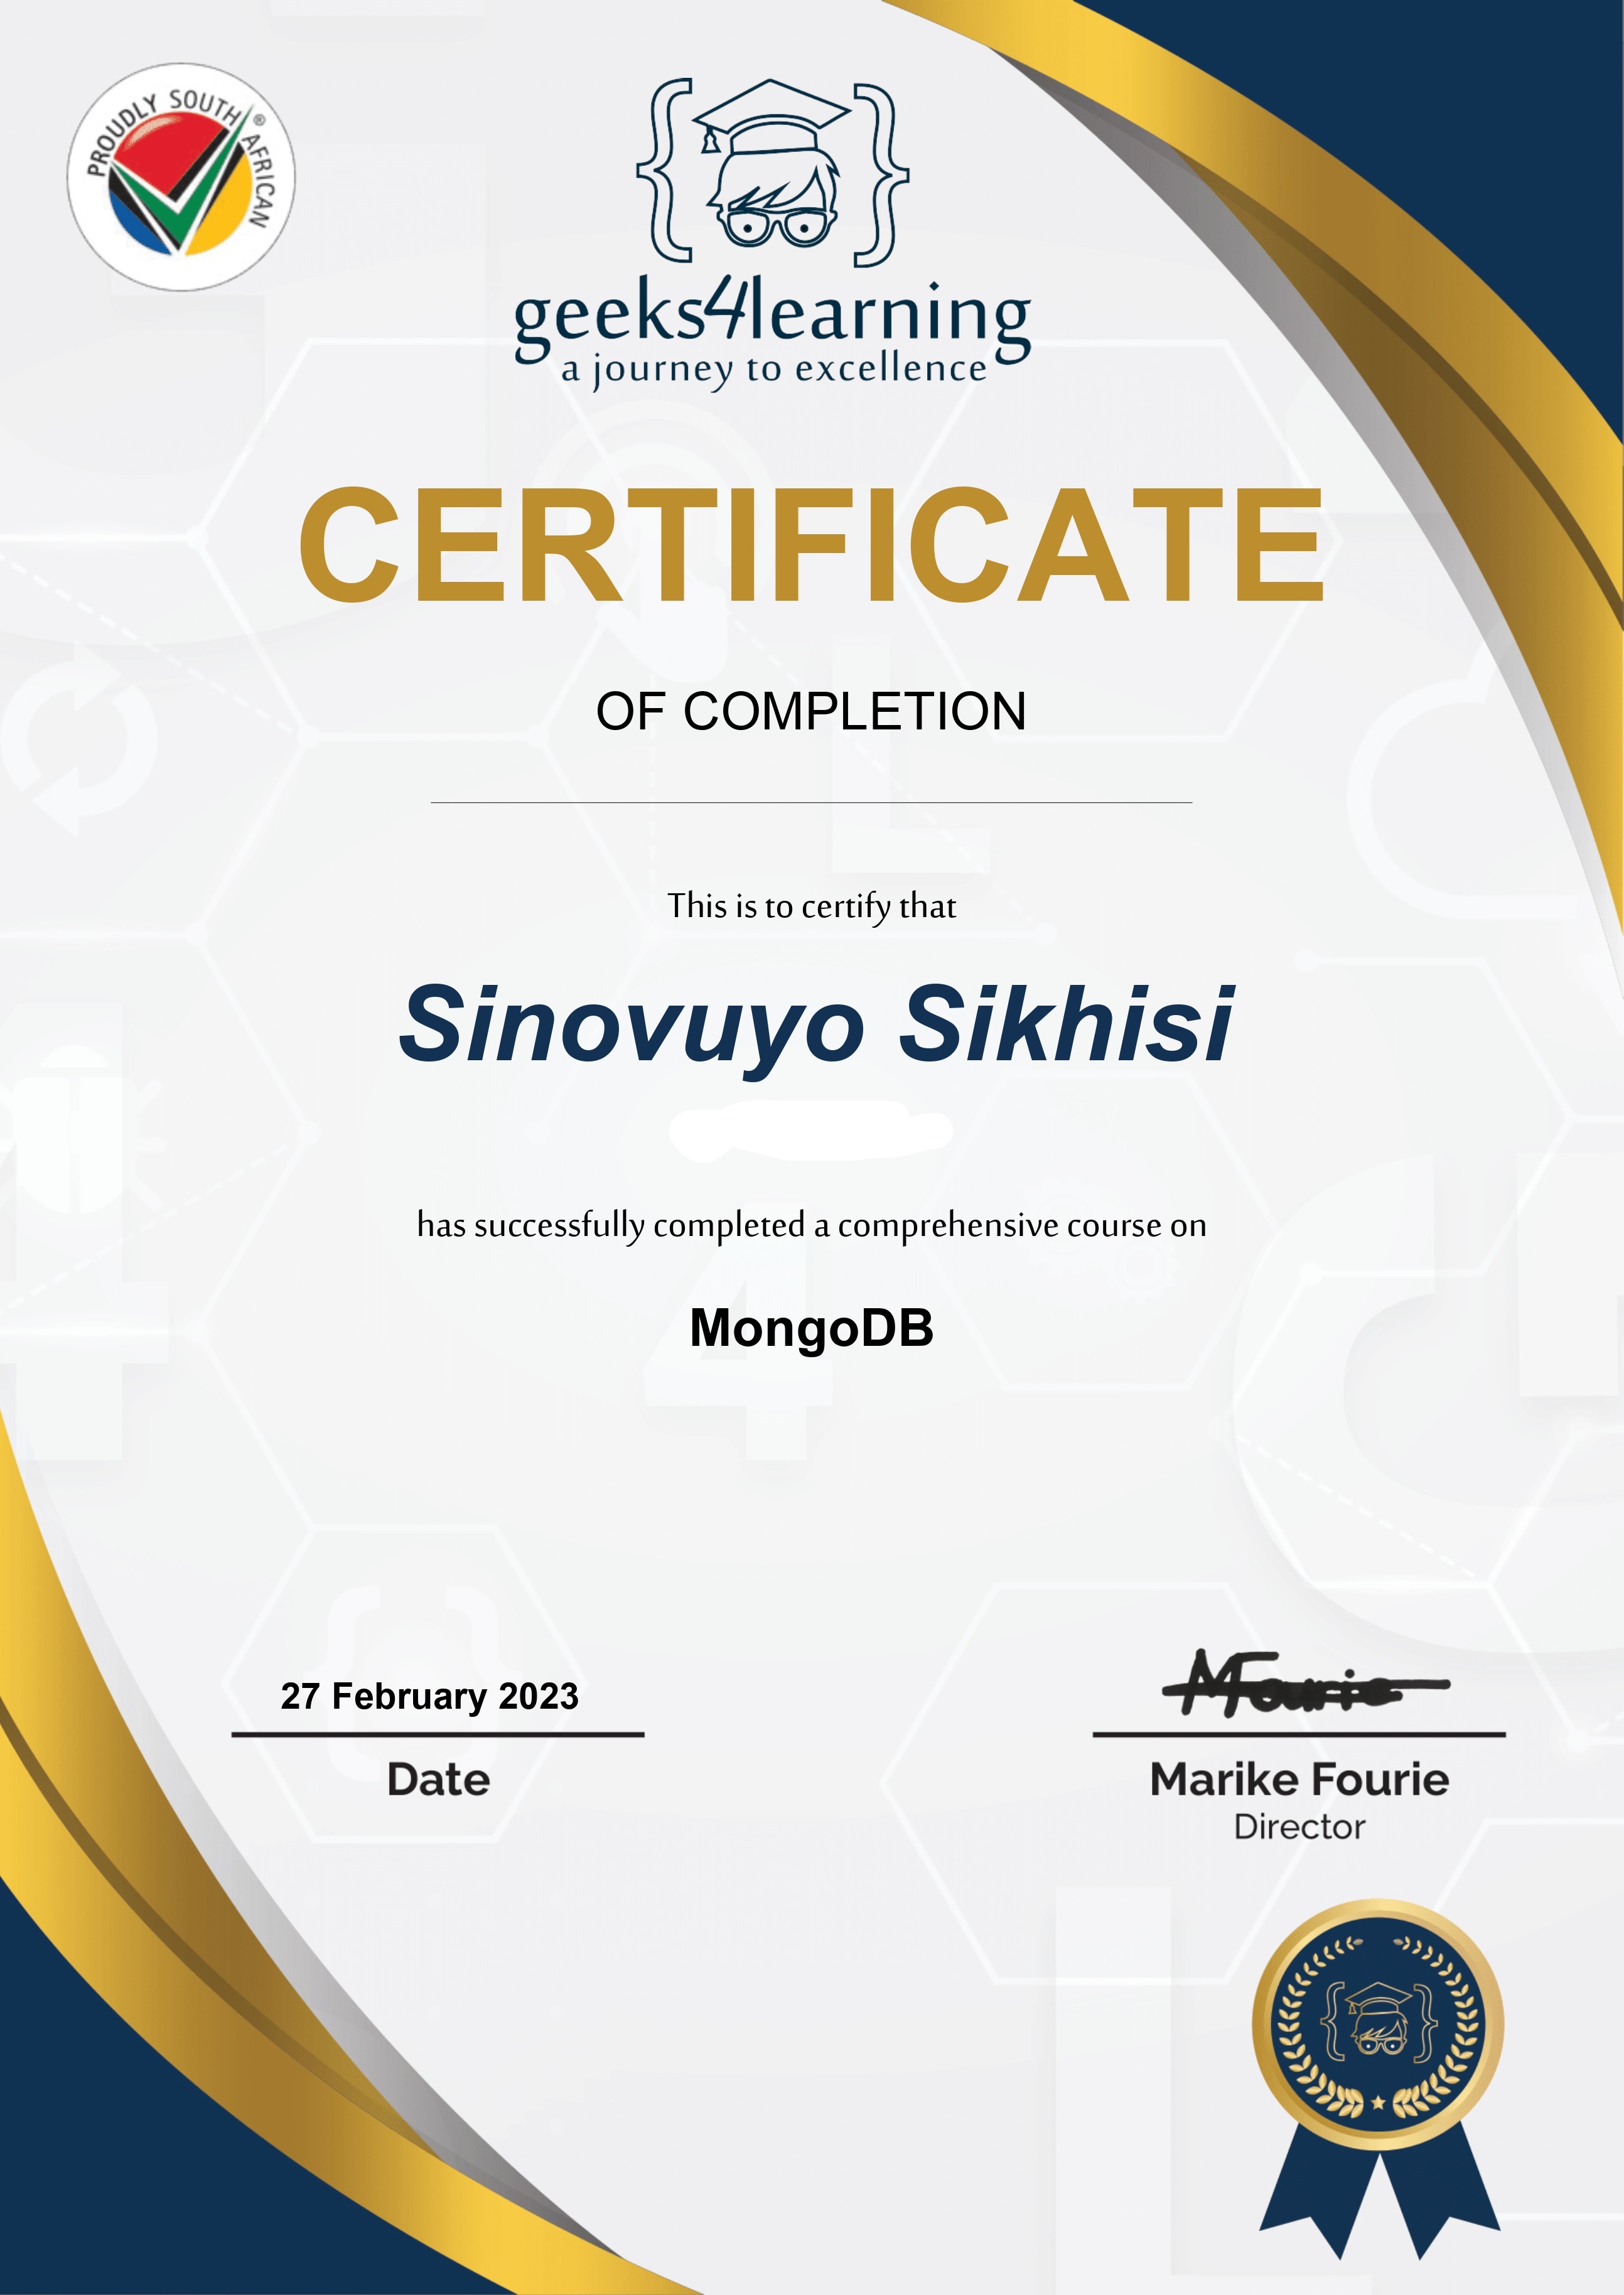 PROUDLY SOUTH AFRICAN ®
geeks4learning
a journey to excellence
CERTIFICATE
OF COMPLETION
This is to certify that
Sinovuyo Sikhisi
has successfully completed a comprehensive course on
MongoDB
27 February 2023
Date
MFourie
Marike Fourie
Director